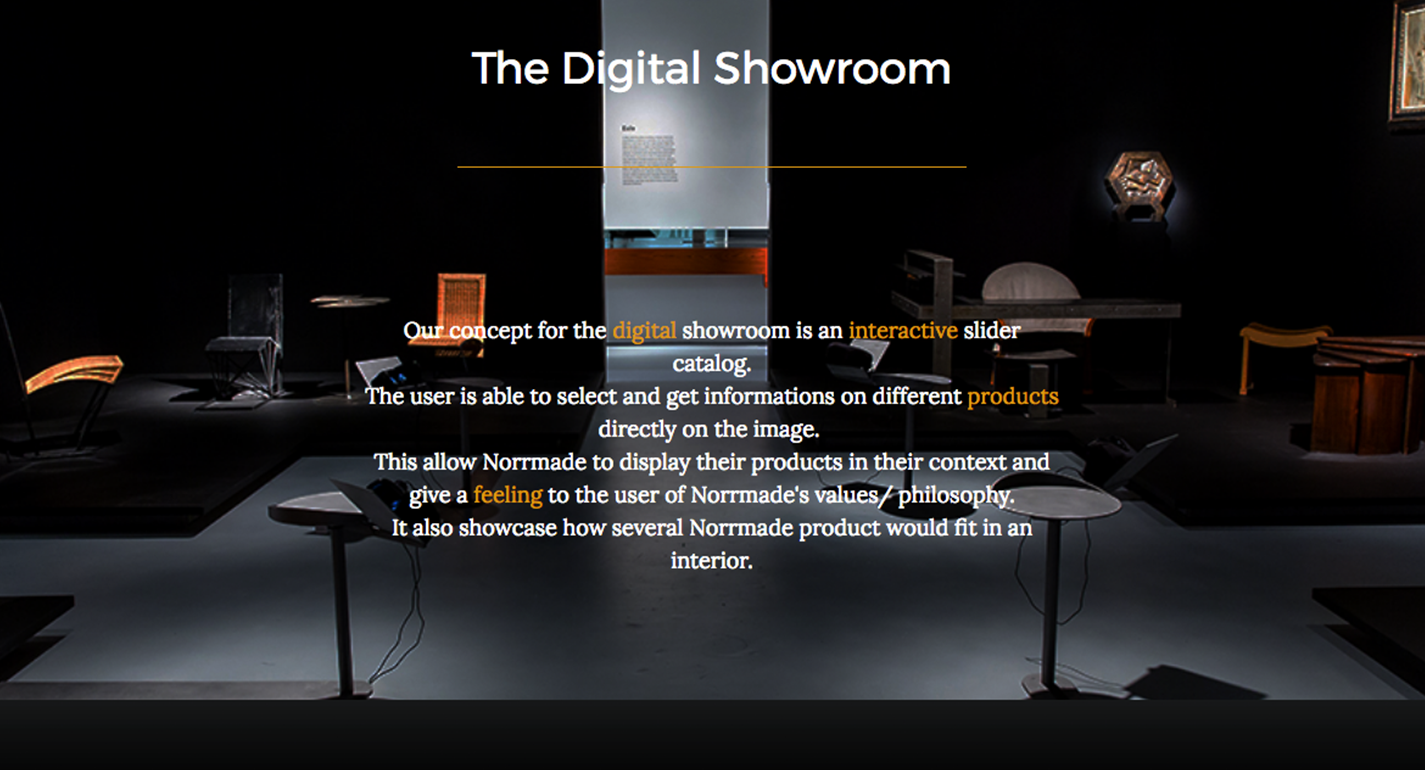 The Digital Showroom
Our concept for the digital showroom is an interactive slider
catalog.
The user is able to select and get informations on different products
directly on the image.
This allow Norrmade to display their products in their context and
give a feeling to the user of Norrmade's values/ philosophy.
It also showcase how several Norrmade product would fit in an
interior.